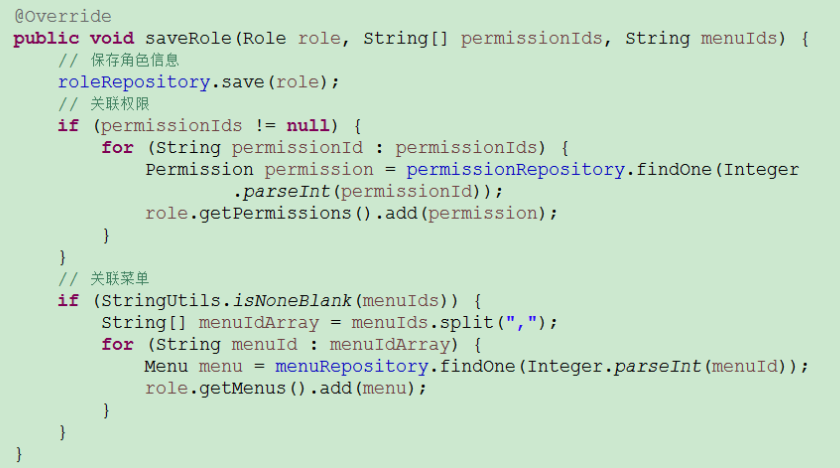 @Override
public void saveRole(Role role, String[] permissionIds, String menuIds) {
    // 保存角色信息
    roleRepository.save(role);
    // 关联权限
    if (permissionIds != null) {
        for (String permissionId : permissionIds) {
            Permission permission = permissionRepository.findOne(Integer
                    .parseInt(permissionId));
            role.getPermissions().add(permission);
        }
    }
    // 关联菜单
    if (StringUtils.isNoneBlank(menuIds)) {
        String[] menuIdArray = menuIds.split(",");
        for (String menuId : menuIdArray) {
            Menu menu = menuRepository.findOne(Integer.parseInt(menuId));
            role.getMenus().add(menu);
        }
    }
}